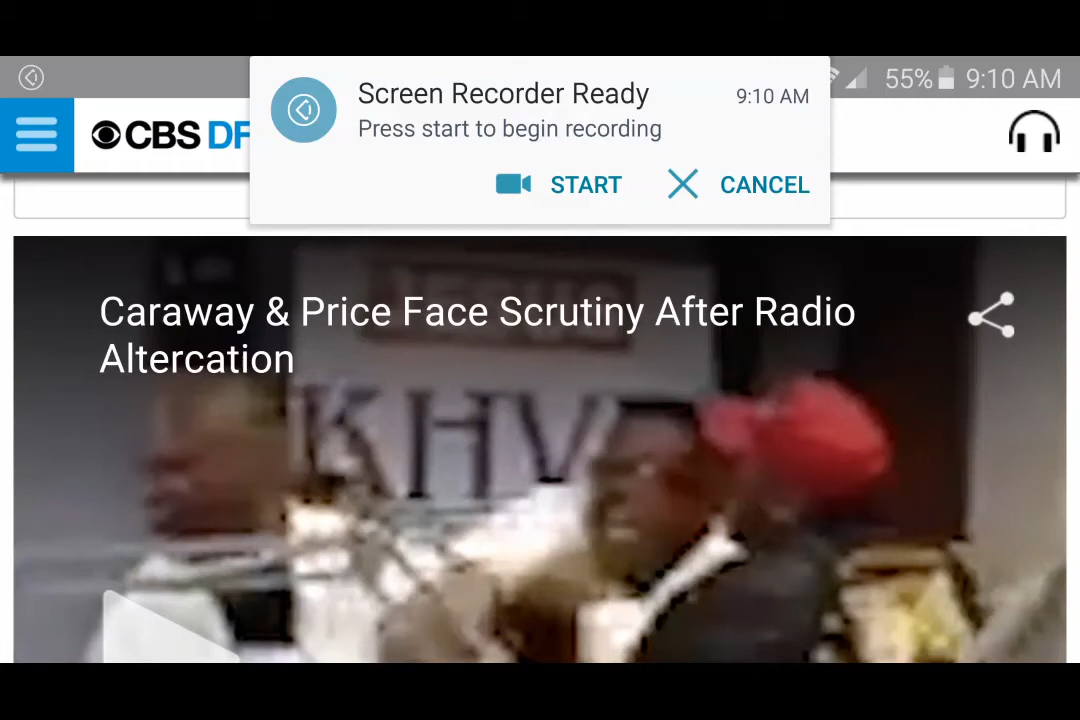 55% 9:10 AM
Screen Recorder Ready 9:10 AM
Press start to begin recording
START CANCEL
CBS DF
Caraway & Price Face Scrutiny After Radio
Altercation
JESUS
KHV